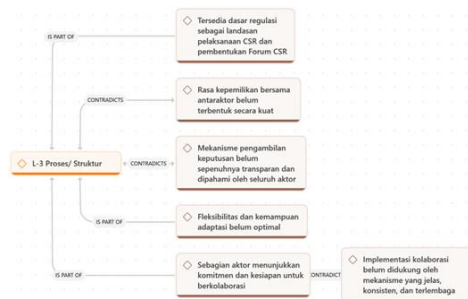 Tersedia dasar regulasi
sebagai landasan
pelaksanaan CSR dan
pembentukan Forum CSR
IS PART OF
Rasa kepemilikan bersama
antaraktor belum
terbentuk secara kuat
CONTRADICTS
L-3 Proses/ Struktur
CONTRADICTS
Mekanisme pengambilan
keputusan belum
sepenuhnya transparan dan
dipahami oleh seluruh aktor
Fleksibilitas dan kemampuan
adaptasi belum optimal
IS PART OF
Sebagian aktor menunjukkan
komitmen dan kesiapan untuk
berkolaborasi
IS PART OF
ONTRADICT
Implementasi kolaborasi
belum didukung oleh
mekanisme yang jelas,
konsisten, dan terlembaga